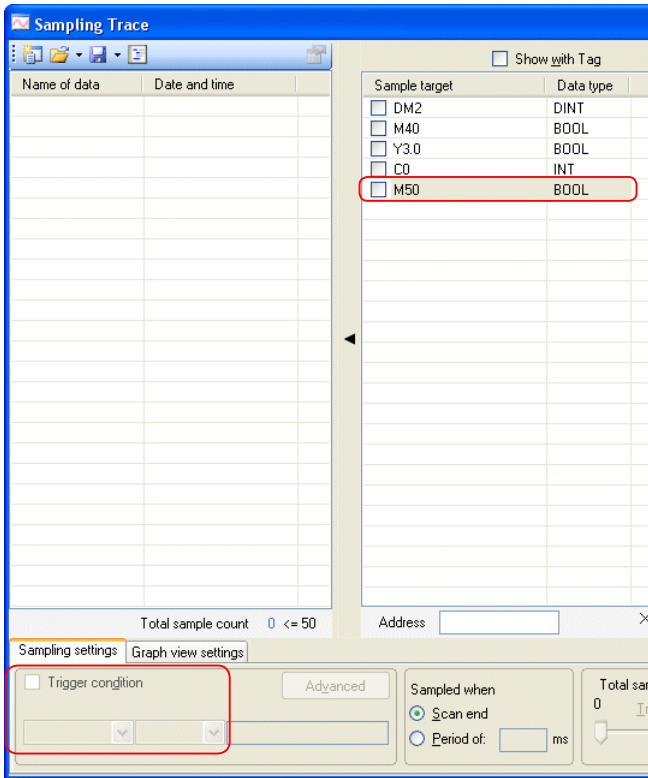 Sampling Trace
Show with Tag
Name of data Date and time
Sample target Data type
DM2 DINT
M40 BOOL
Y3.0 BOOL
C0 INT
M50 BOOL
Total sample count 0 <= 50
Address
Sampling settings Graph view settings
Trigger condition
Advanced
Sampled when
Scan end
Period of: ms
Total sar
0